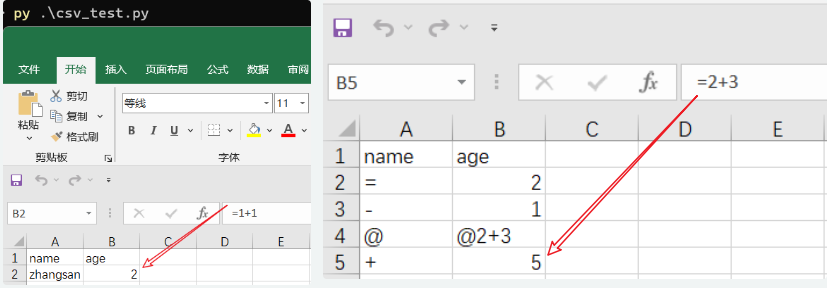 py .\csv_test.py
文件 开始 插入 页面布局 公式 数据 审阅
粘贴
剪切
复制
格式刷
剪贴板
等线 11
B I U A
字体
B2 fx =1+1
A B C D E
1 name age
2 zhangsan 2
B5 fx =2+3
A B C D E
1 name age
2 = 2
3 - 1
4 @ @2+3
5 + 5